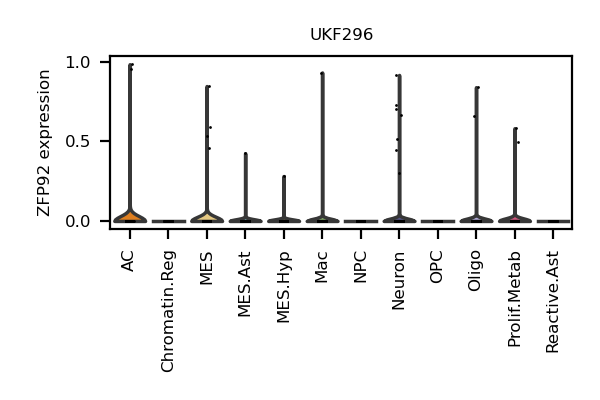 UKF296
ZFP92 expression
1.0
0.5
0.0
AC
Chromatin.Reg
MES
MES.Ast
MES.Hyp
Mac
NPC
Neuron
OPC
Oligo
Prolif.Metab
Reactive.Ast